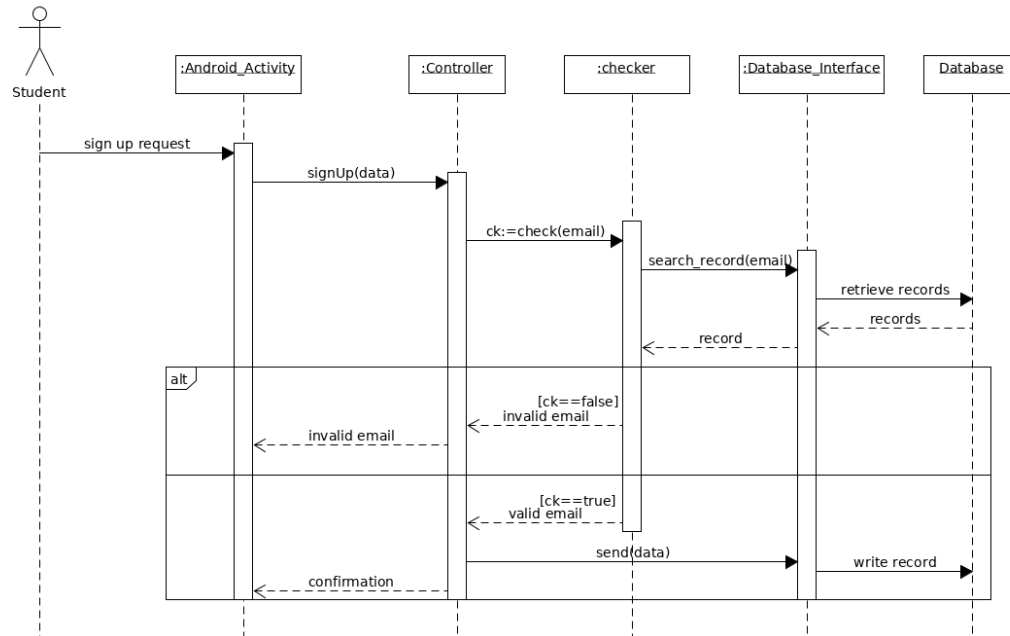 Student
:Android_Activity
:Controller
:checker
:Database_Interface
Database
sign up request
signUp(data)
ck:=check(email)
search_record(email)
retrieve records
records
record
alt
[ck==false]
invalid email
invalid email
[ck==true]
valid email
send(data)
write record
confirmation